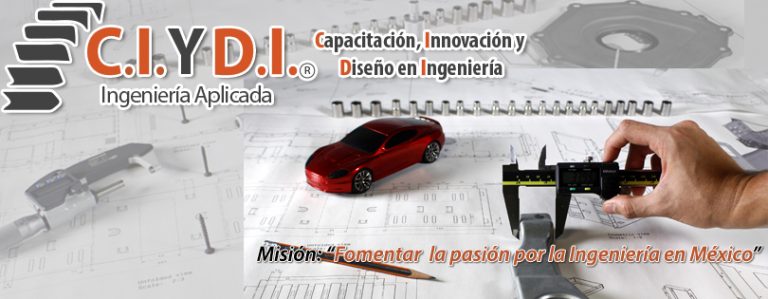 C.I.YD.I.®
Ingeniería Aplicada
Capacitación, Innovación y
Diseño en Ingeniería
Misión: “Fomentar la pasión por la Ingeniería en México”